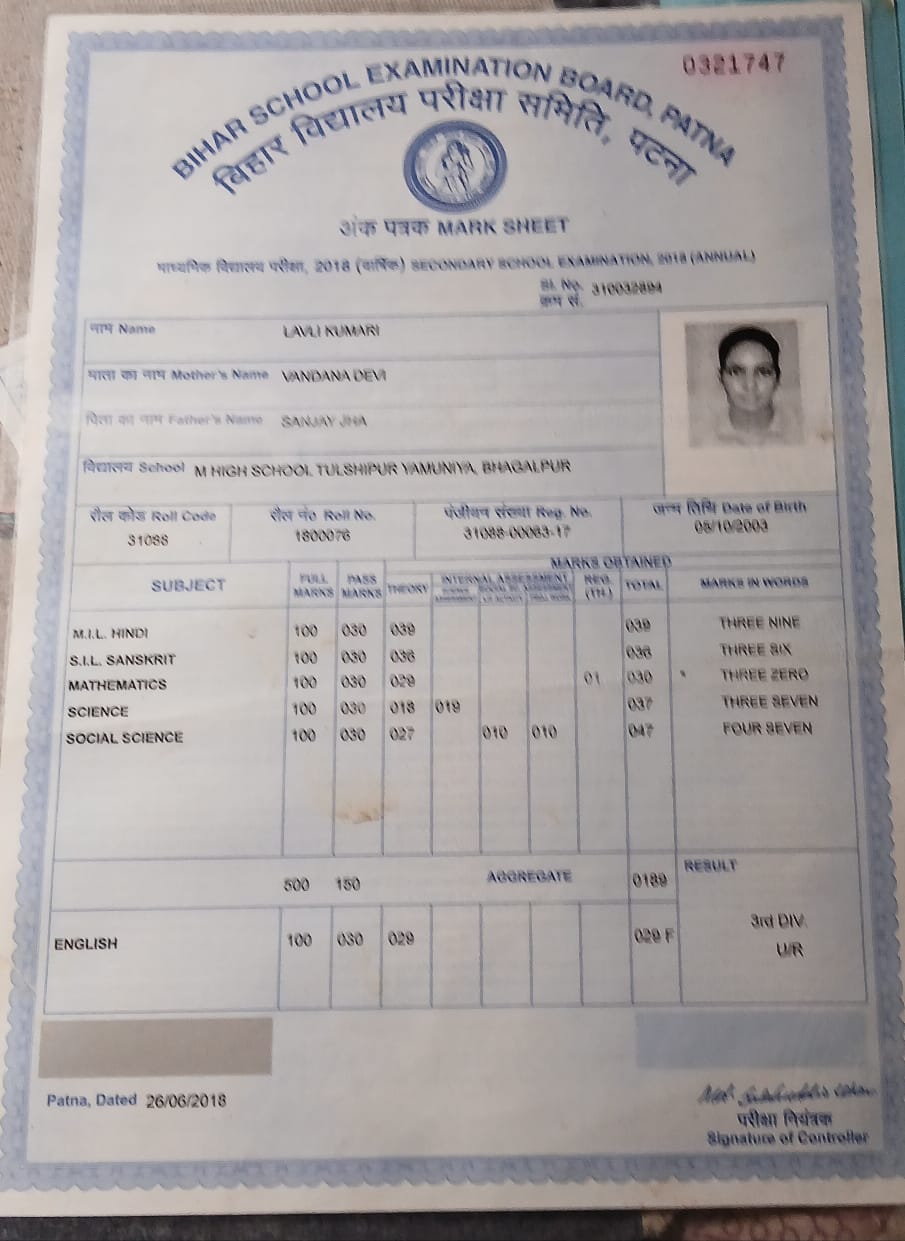 0321747
BIHAR SCHOOL EXAMINATION BOARD, PATNA
बिहार विद्यालय परीक्षा समिति, पटना
अंक पत्रक MARK SHEET
माध्यमिक विद्यालय परीक्षा, 2018 (वार्षिक) SECONDARY SCHOOL EXAMINATION, 2018 (ANNUAL)
Sl. No. 310032894
क्रम सं.
नाम Name LAVLI KUMARI
माता का नाम Mother's Name VANDANA DEVI
पिता का नाम Father's Name SANJAY JHA
विद्यालय School M HIGH SCHOOL TULSHIPUR YAMUNIYA, BHAGALPUR
रौल कोड Roll Code रौल नं० Roll No. पंजीयन संख्या Reg. No. जन्म तिथि Date of Birth
31088 1800076 31088-00063-17 05/10/2003
MARKS OBTAINED
SUBJECT FULL MARKS PASS MARKS THEORY INTERNAL ASSESSMENT REG. (TH.) TOTAL MARKS IN WORDS
M.I.L. HINDI 100 030 039 039 THREE NINE
S.I.L. SANSKRIT 100 030 036 036 THREE SIX
MATHEMATICS 100 030 029 01 030 * THREE ZERO
SCIENCE 100 030 018 019 037 THREE SEVEN
SOCIAL SCIENCE 100 030 027 010 010 047 FOUR SEVEN
500 150 AGGREGATE 0189 RESULT
3rd DIV.
ENGLISH 100 030 029 029 F U/R
Patna, Dated 26/06/2018
परीक्षा नियंत्रक
Signature of Controller